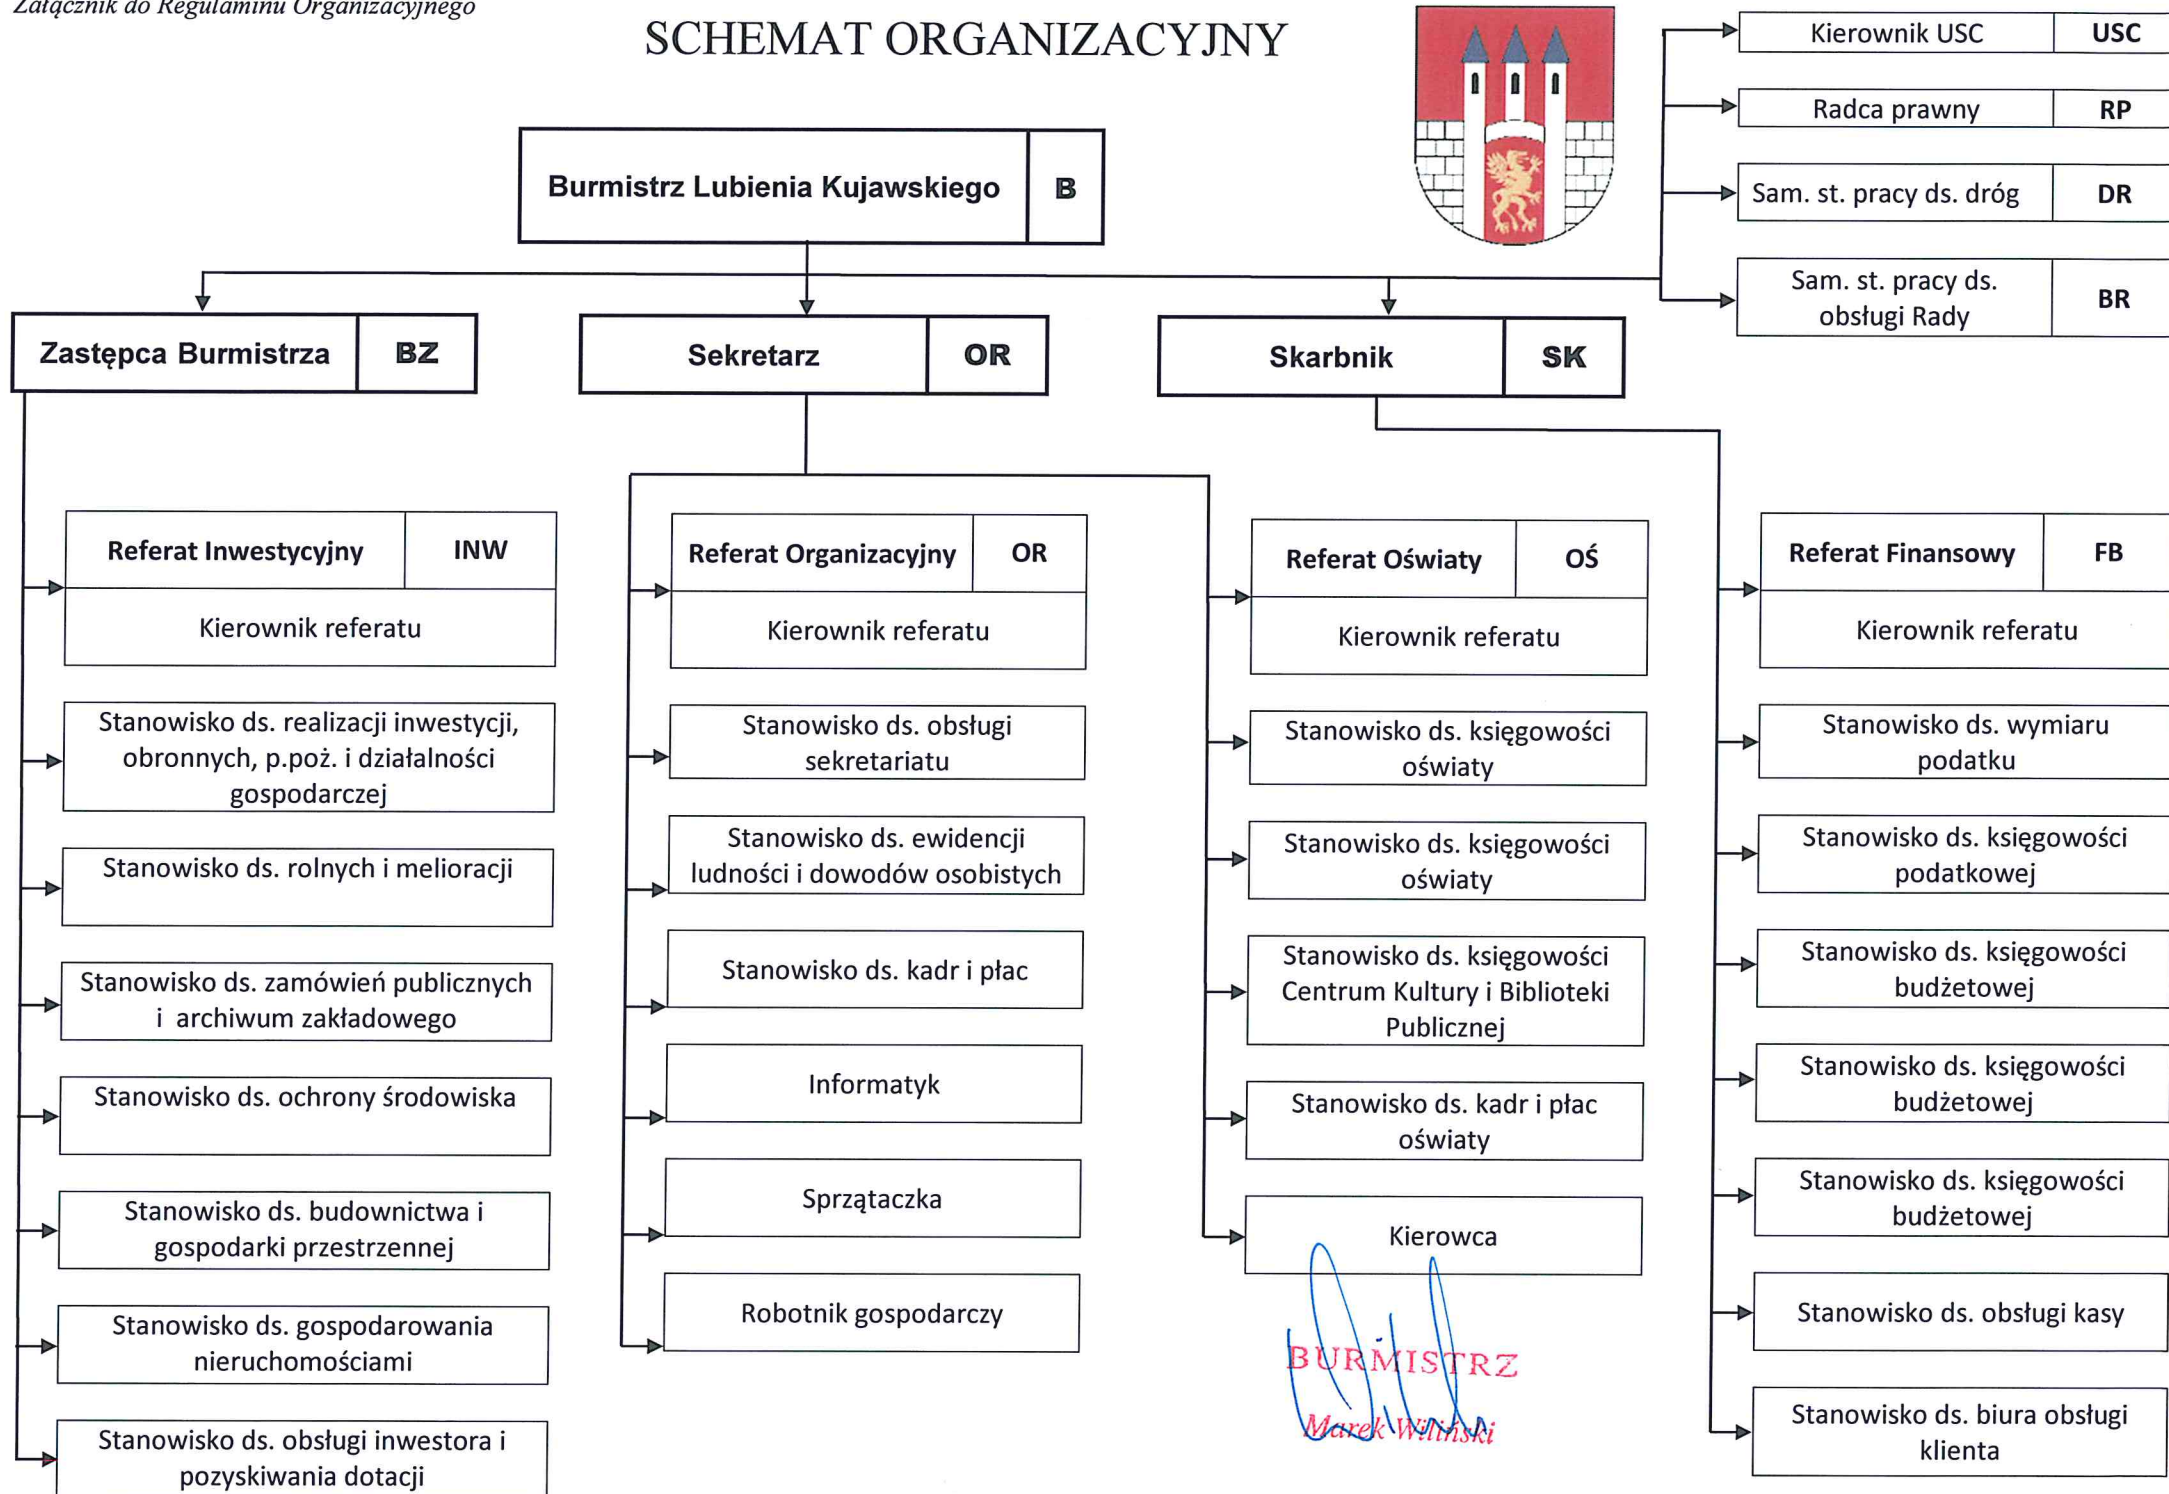 Załącznik do Regulaminu Organizacyjnego
SCHEMAT ORGANIZACYJNY
Kierownik USC USC
Radca prawny RP
Sam. st. pracy ds. dróg DR
Sam. st. pracy ds.
obsługi Rady
BR
Burmistrz Lubienia Kujawskiego B
Zastępca Burmistrza BZ
Sekretarz OR
Skarbnik SK
Referat Inwestycyjny INW
Kierownik referatu
Stanowisko ds. realizacji inwestycji,
obronnych, p.poż. i działalności
gospodarczej
Stanowisko ds. rolnych i melioracji
Stanowisko ds. zamówień publicznych
i archiwum zakładowego
Stanowisko ds. ochrony środowiska
Stanowisko ds. budownictwa i
gospodarki przestrzennej
Stanowisko ds. gospodarowania
nieruchomościami
Stanowisko ds. obsługi inwestora i
pozyskiwania dotacji
Referat Organizacyjny OR
Kierownik referatu
Stanowisko ds. obsługi
sekretariatu
Stanowisko ds. ewidencji
ludności i dowodów osobistych
Stanowisko ds. kadr i płac
Informatyk
Sprzątaczka
Robotnik gospodarczy
Referat Oświaty OŚ
Kierownik referatu
Stanowisko ds. księgowości
oświaty
Stanowisko ds. księgowości
oświaty
Stanowisko ds. księgowości
Centrum Kultury i Biblioteki
Publicznej
Stanowisko ds. kadr i płac
oświaty
Kierowca
BURMISTRZ
Marek Wiliński
Referat Finansowy FB
Kierownik referatu
Stanowisko ds. wymiaru
podatku
Stanowisko ds. księgowości
podatkowej
Stanowisko ds. księgowości
budżetowej
Stanowisko ds. księgowości
budżetowej
Stanowisko ds. księgowości
budżetowej
Stanowisko ds. obsługi kasy
Stanowisko ds. biura obsługi
klienta